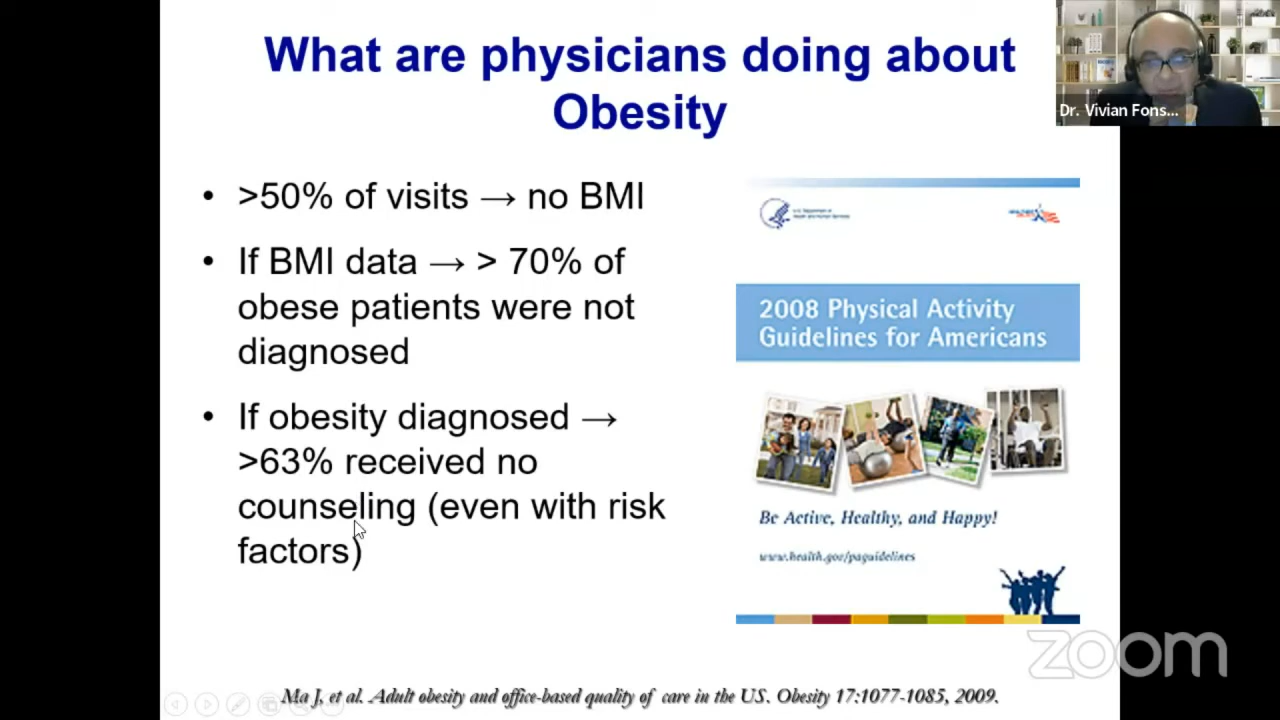 What are physicians doing about
Obesity
Dr. Vivian Fons...
• >50% of visits → no BMI
• If BMI data → > 70% of
obese patients were not
diagnosed
• If obesity diagnosed →
>63% received no
counseling (even with risk
factors)
2008 Physical Activity
Guidelines for Americans
Be Active, Healthy, and Happy!
www.health.gov/paguidelines
zoom
Ma J, et al. Adult obesity and office-based quality of care in the US. Obesity 17:1077-1085, 2009.